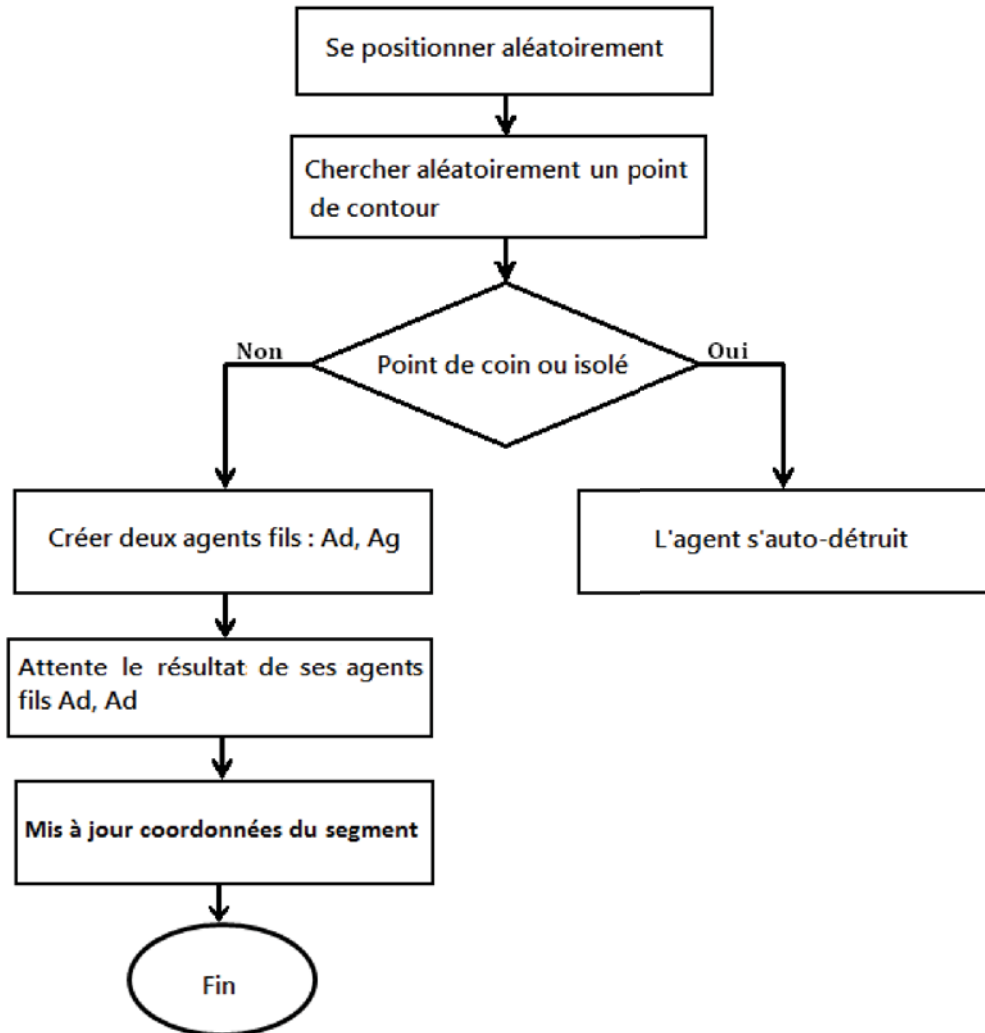 Se positionner aléatoirement
Chercher aléatoirement un point
de contour
Non
Point de coin ou isolé
Oui
Créer deux agents fils : Ad, Ag
L'agent s'auto-détruit
Attente le résultat de ses agents
fils Ad, Ad
Mis à jour coordonnées du segment
Fin